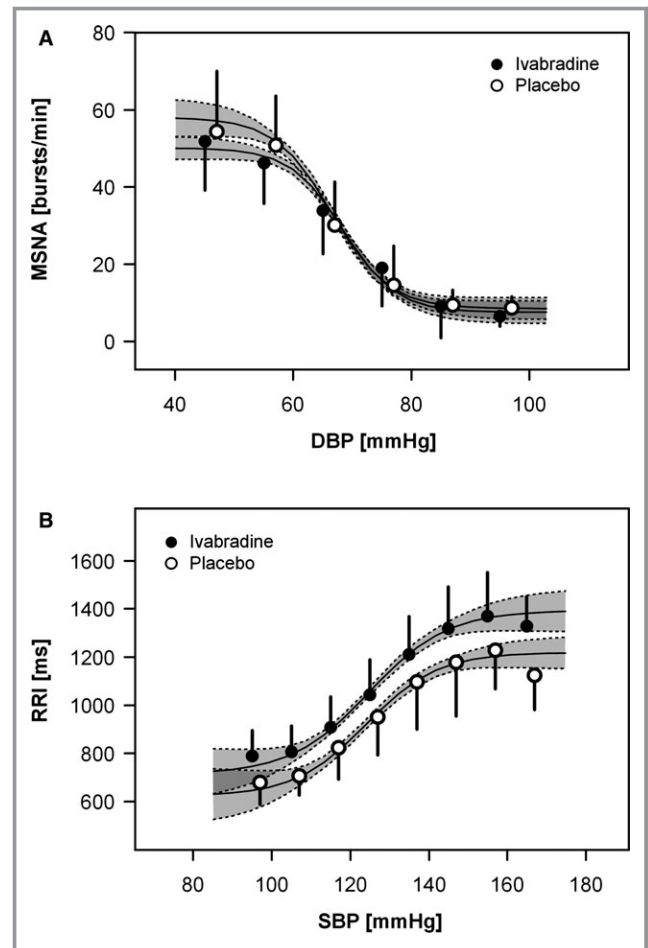 A
Ivabradine
Placebo
MSNA [bursts/min]
80
60
40
20
0
40 60 80 100
DBP [mmHg]
B
Ivabradine
Placebo
RRI [ms]
1600
1400
1200
1000
800
600
80 100 120 140 160 180
SBP [mmHg]